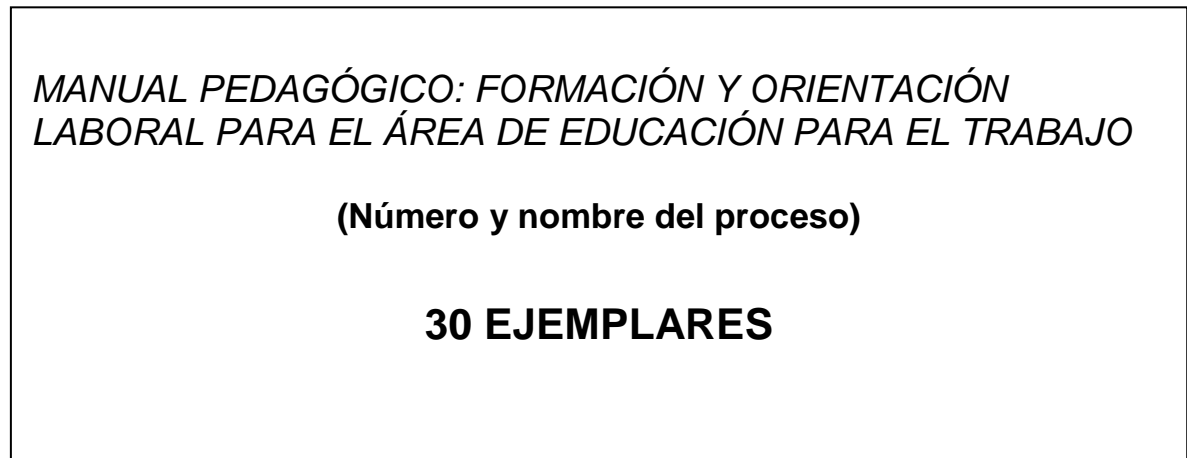 MANUAL PEDAGÓGICO: FORMACIÓN Y ORIENTACIÓN
LABORAL PARA EL ÁREA DE EDUCACIÓN PARA EL TRABAJO
(Número y nombre del proceso)
30 EJEMPLARES